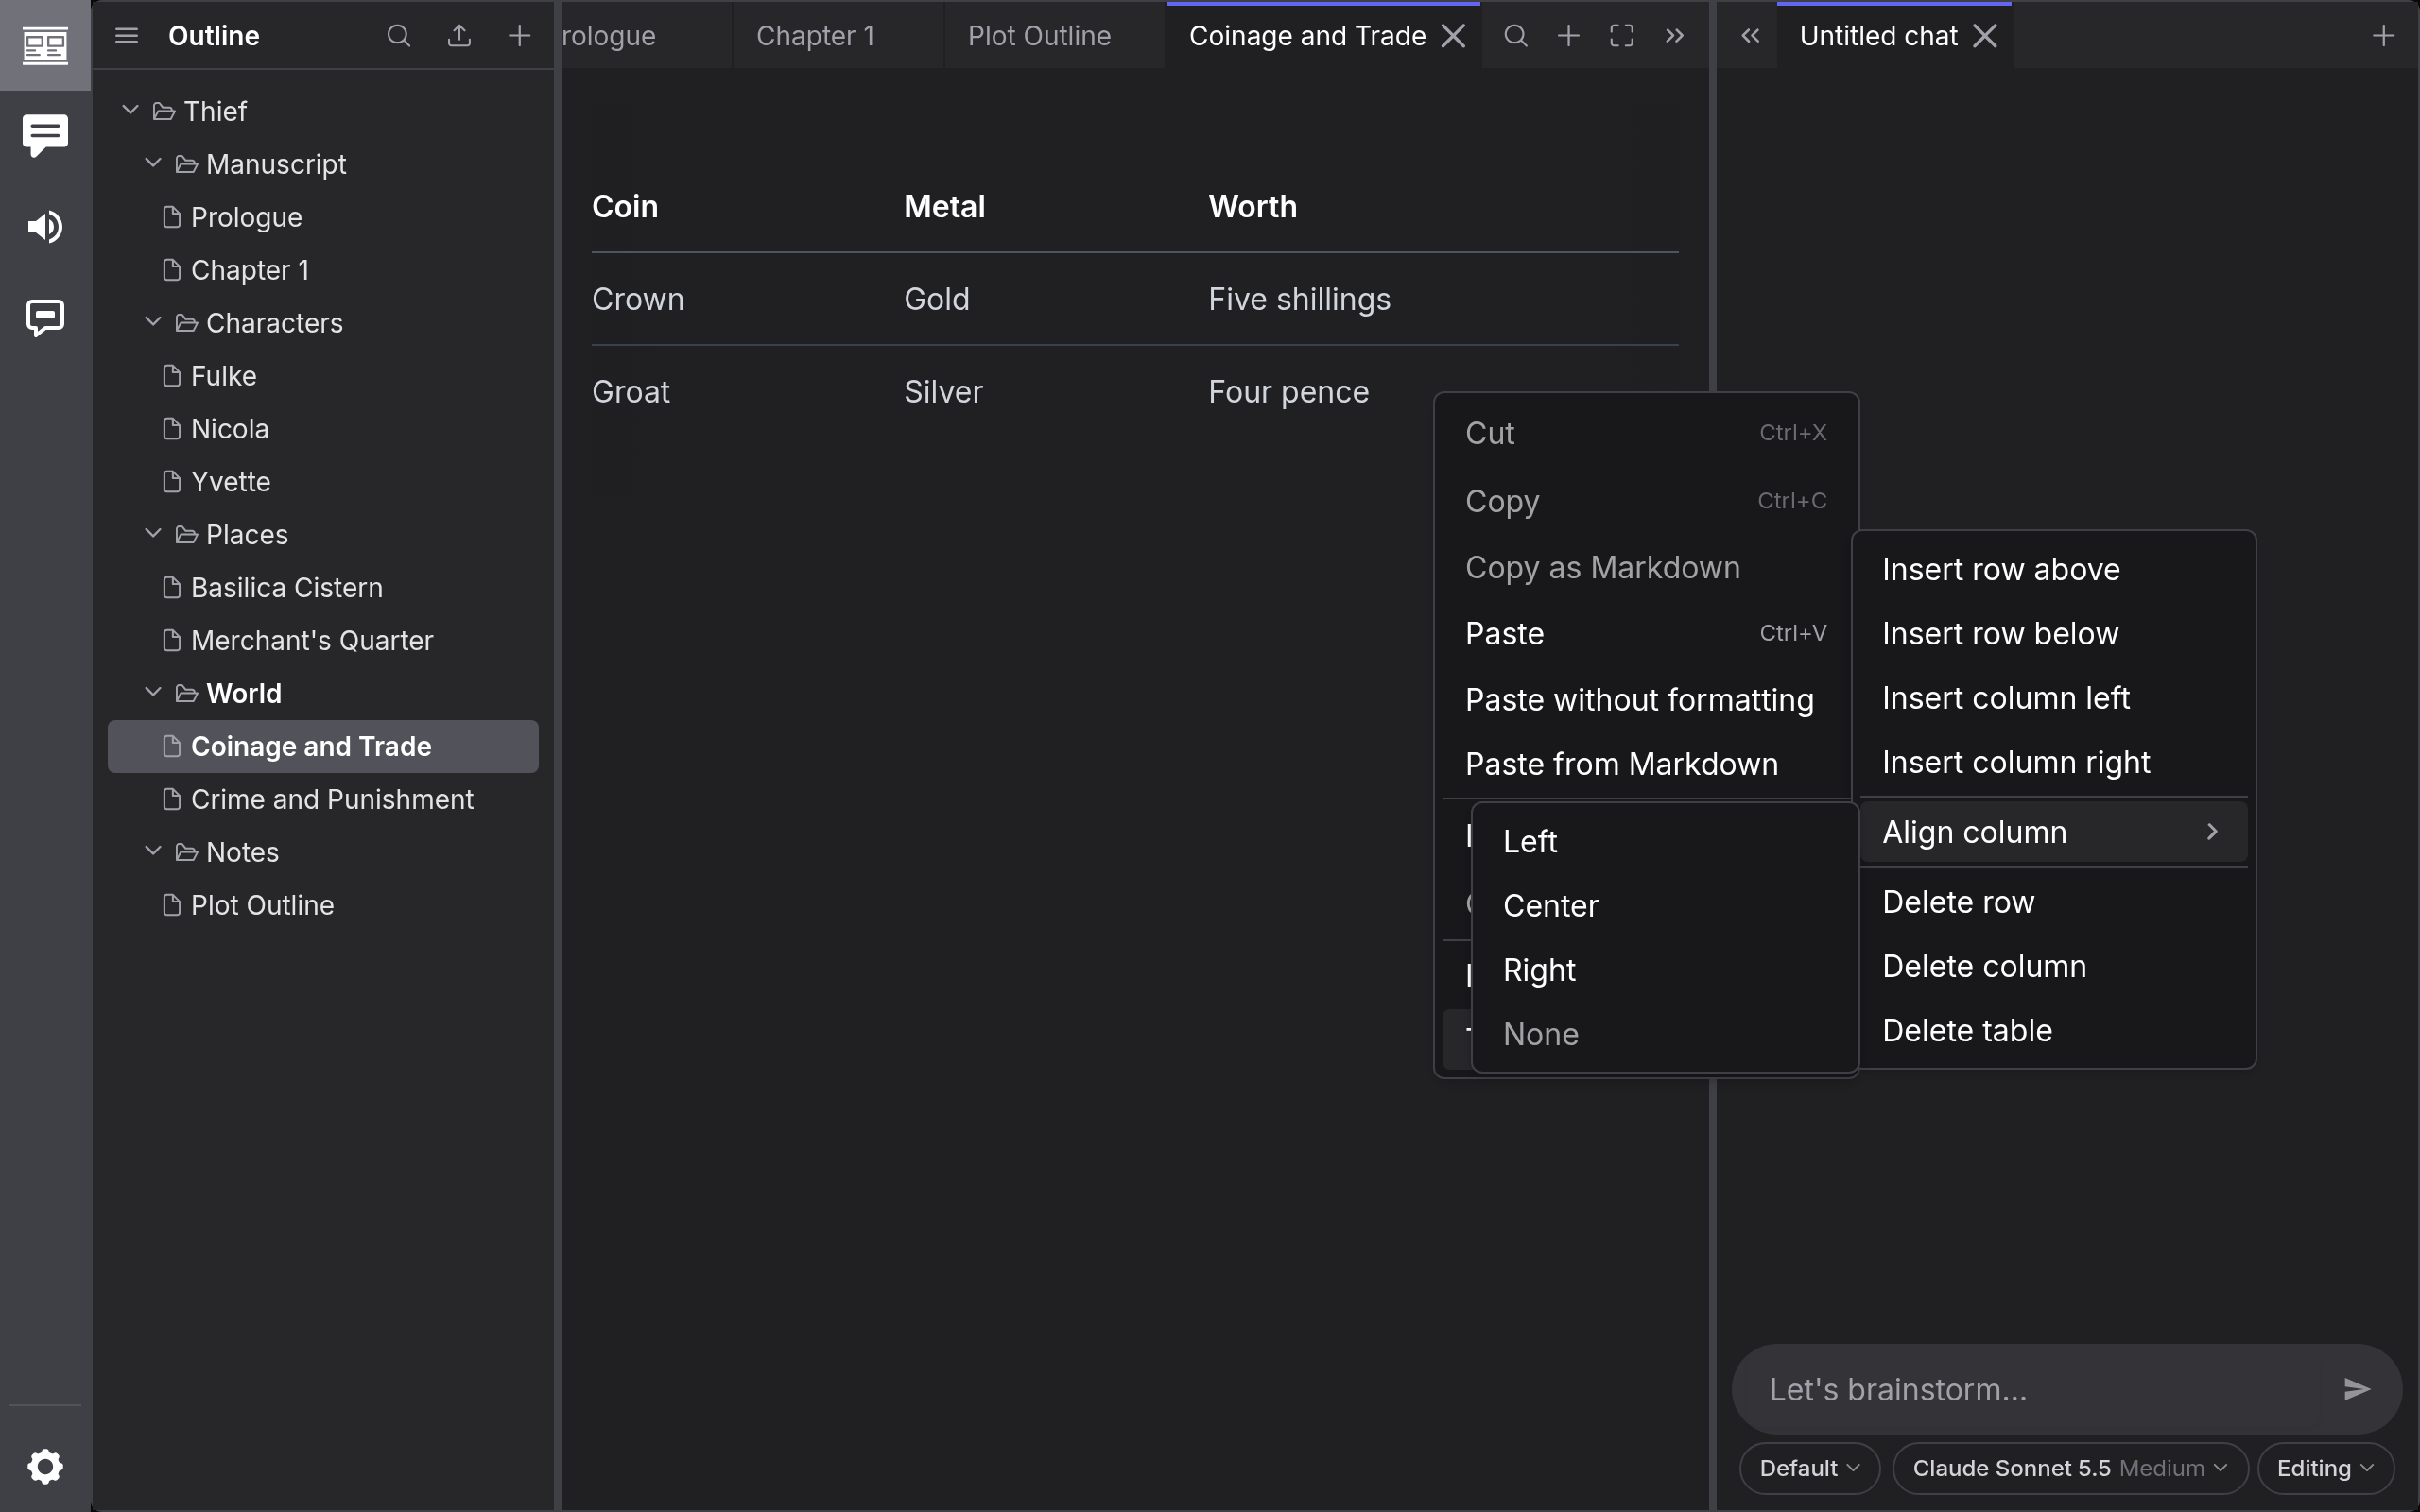 Outline
Thief
Manuscript
Prologue
Chapter 1
Characters
Fulke
Nicola
Yvette
Places
Basilica Cistern
Merchant's Quarter
World
Coinage and Trade
Crime and Punishment
Notes
Plot Outline
rologue
Chapter 1
Plot Outline
Coinage and Trade
Coin Metal Worth
Crown Gold Five shillings
Groat Silver Four pence
Cut Ctrl+X
Copy Ctrl+C
Copy as Markdown
Paste Ctrl+V
Paste without formatting
Paste from Markdown
Left
Center
Right
None
Insert row above
Insert row below
Insert column left
Insert column right
Align column
Delete row
Delete column
Delete table
Untitled chat
Let's brainstorm...
Default
Claude Sonnet 5.5 Medium
Editing